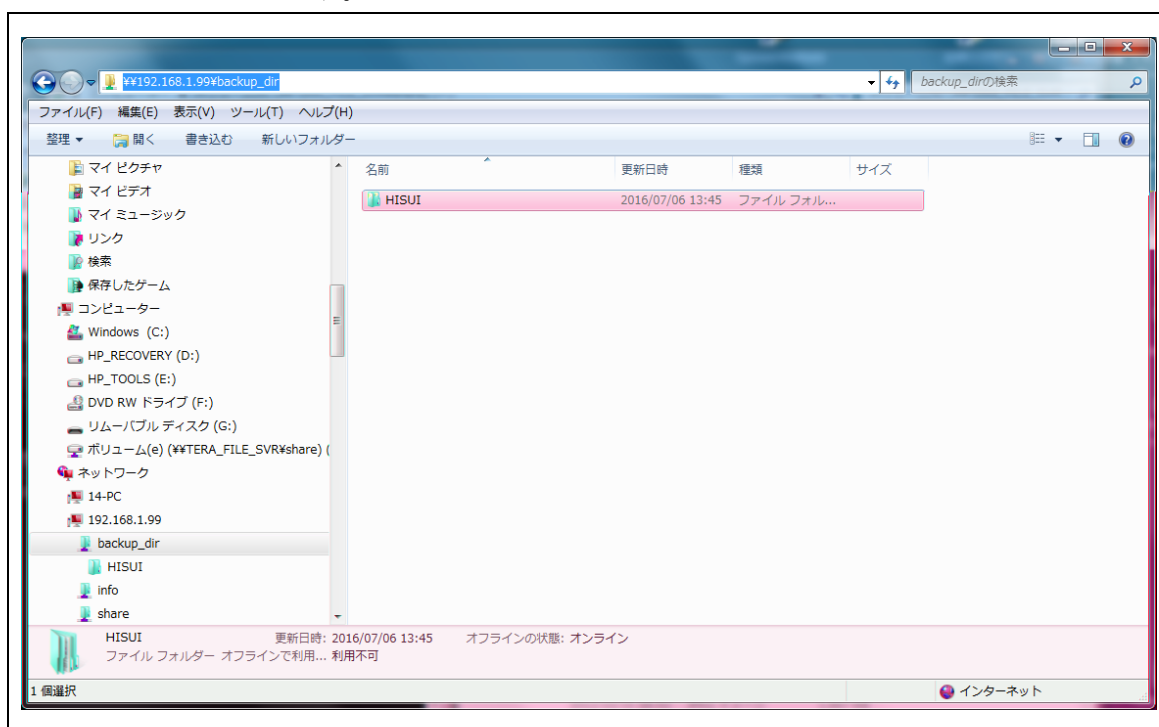 ¥¥192.168.1.99¥backup_dir
backup_dirの検索
ファイル(F) 編集(E) 表示(V) ツール(T) ヘルプ(H)
整理 開く 書き込む 新しいフォルダー
マイ ピクチャ
マイ ビデオ
マイ ミュージック
リンク
検索
保存したゲーム
コンピューター
Windows (C:)
HP_RECOVERY (D:)
HP_TOOLS (E:)
DVD RW ドライブ (F:)
リムーバブル ディスク (G:)
ボリューム(e) (¥¥TERA_FILE_SVR¥share) (
ネットワーク
14-PC
192.168.1.99
backup_dir
HISUI
info
share
名前 更新日時 種類 サイズ
HISUI 2016/07/06 13:45 ファイル フォル...
HISUI 更新日時: 2016/07/06 13:45 オフラインの状態: オンライン
ファイル フォルダー オフラインで利用... 利用不可
1 個選択 インターネット